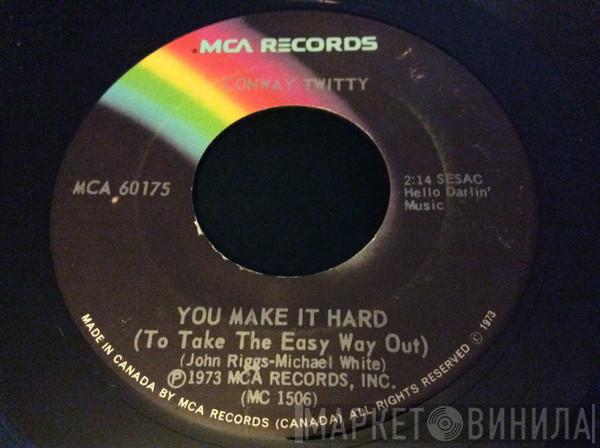 MCA RECORDS
CONWAY TWITTY
MCA 60175
2:14 SESAC
Hello Darlin'
Music
YOU MAKE IT HARD
(To Take The Easy Way Out)
(John Riggs-Michael White)
Ⓟ1973 MCA RECORDS, INC.
(MC 1506)
MADE IN CANADA BY MCA RECORDS (CANADA) ALL RIGHTS RESERVED © 1973
МАРКЕТ ВИНИЛА